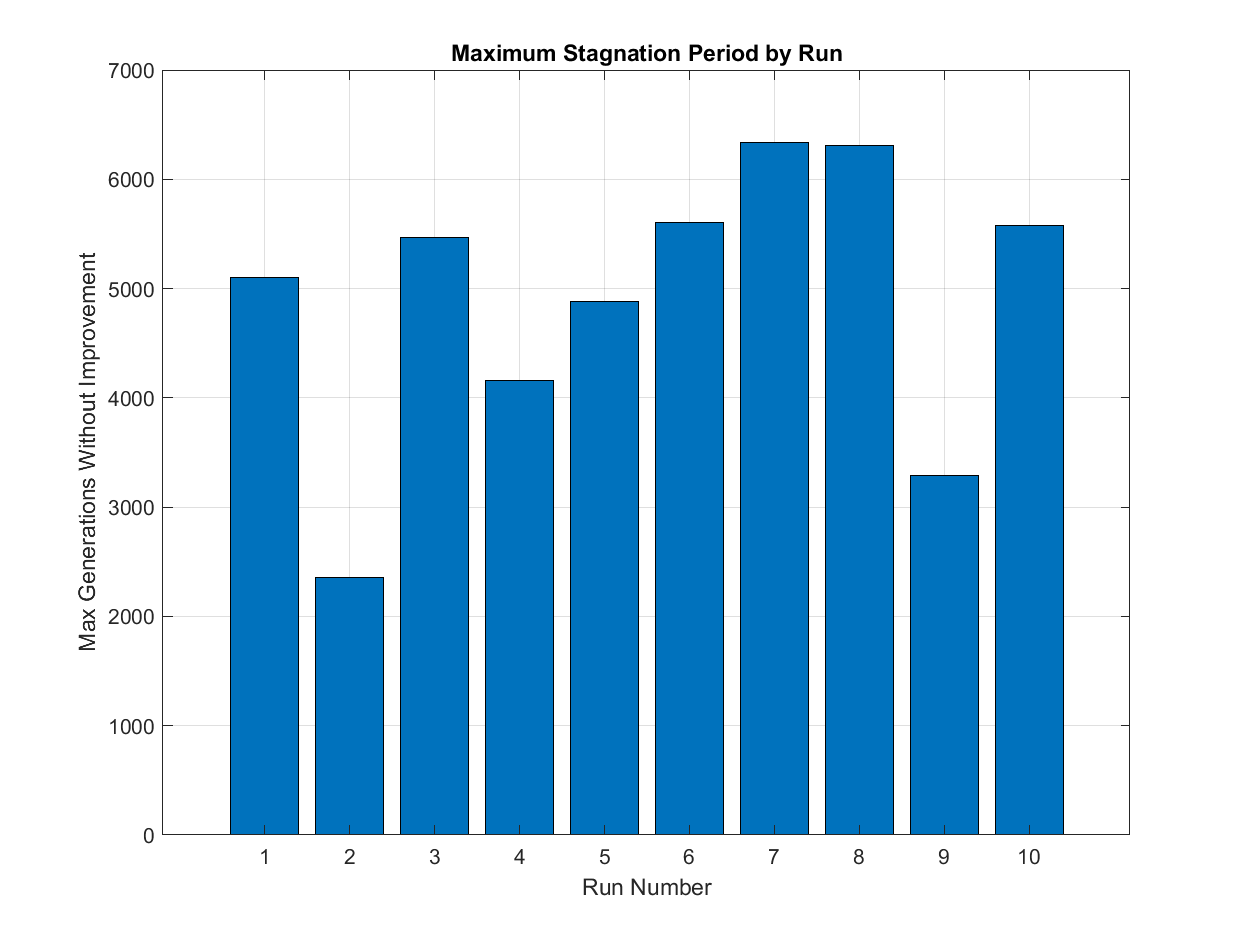 Maximum Stagnation Period by Run
7000
6000
5000
4000
3000
2000
1000
0
Max Generations Without Improvement
1 2 3 4 5 6 7 8 9 10
Run Number